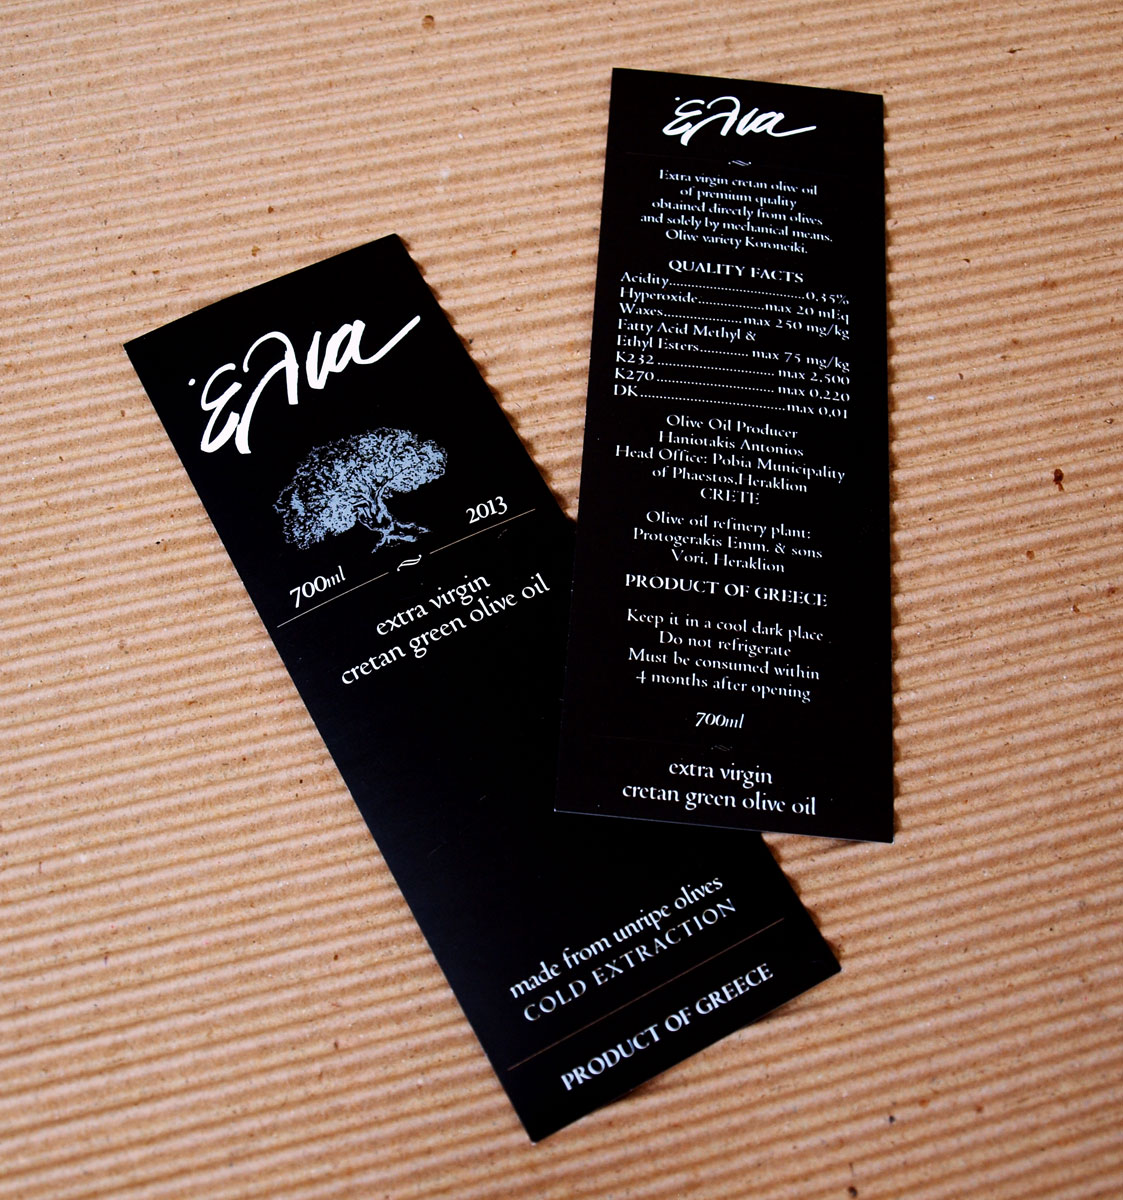 έλια
700ml 2013
extra virgin
cretan green olive oil
made from unripe olives
COLD EXTRACTION
PRODUCT OF GREECE
έλια
Extra virgin cretan olive oil
of premium quality
obtained directly from olives
and solely by mechanical means.
Olive variety Koroneiki.
QUALITY FACTS
Acidity................................0,35%
Hyperoxide................max 20 mEq
Waxes...................max 250 mg/kg
Fatty Acid Methyl &
Ethyl Esters............ max 75 mg/kg
K232............................ max 2,500
K270............................ max 0,220
DK...................................max 0,01
Olive Oil Producer
Haniotakis Antonios
Head Office: Pobia Municipality
of Phaestos,Heraklion
CRETE
Olive oil refinery plant:
Protogerakis Emm. & sons
Vori, Heraklion
PRODUCT OF GREECE
Keep it in a cool dark place
Do not refrigerate
Must be consumed within
4 months after opening
700ml
extra virgin
cretan green olive oil